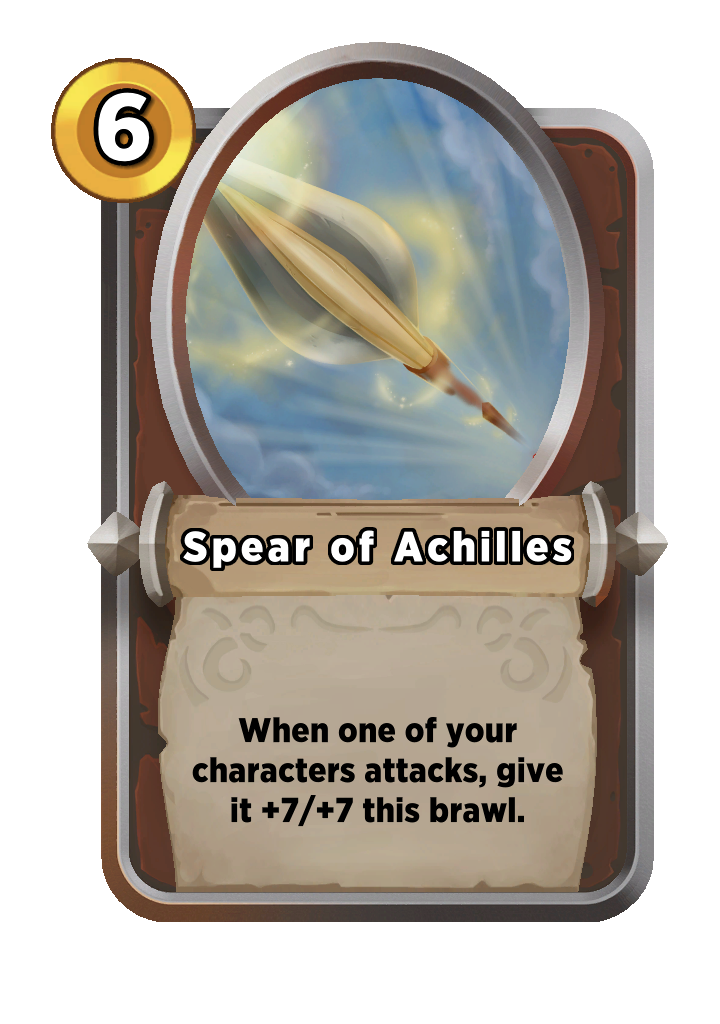 6
Spear of Achilles
When one of your
characters attacks, give
it +7/+7 this brawl.